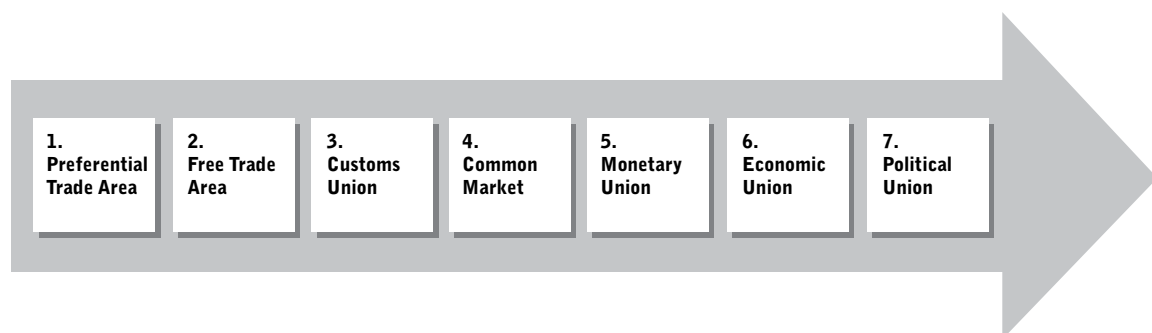 1.
Preferential
Trade Area
2.
Free Trade
Area
3.
Customs
Union
4.
Common
Market
5.
Monetary
Union
6.
Economic
Union
7.
Political
Union